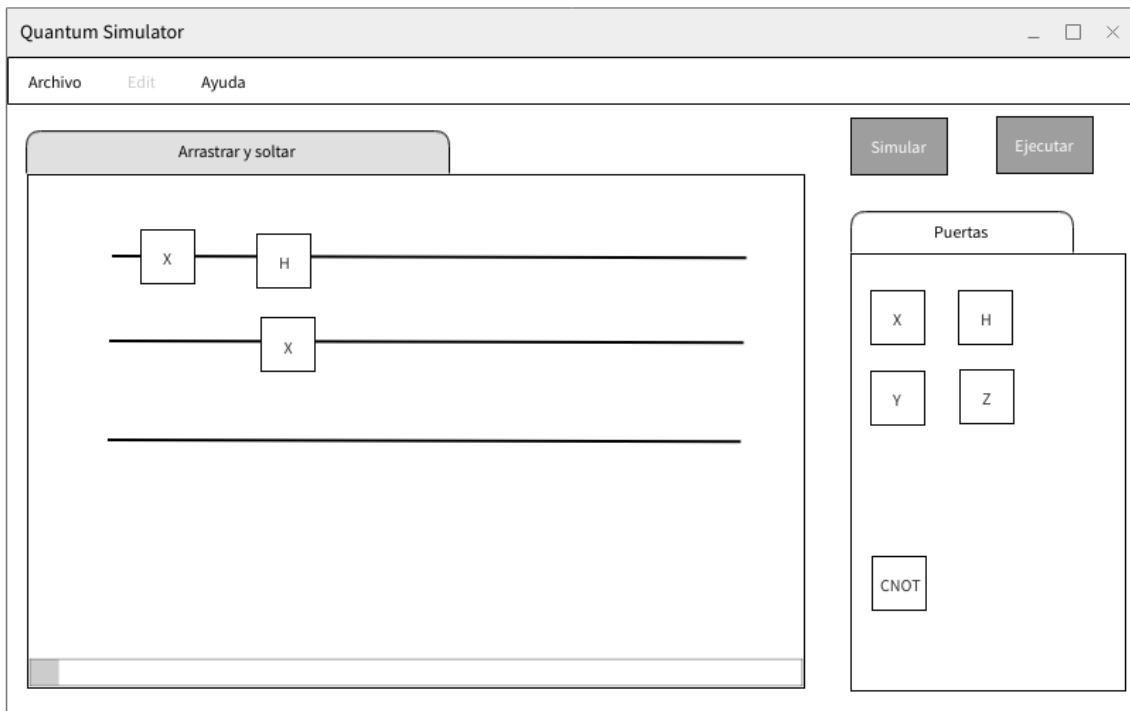 Quantum Simulator
Archivo Edit Ayuda
Arrastrar y soltar
X H
X
Simular Ejecutar
Puertas
X H
Y Z
CNOT